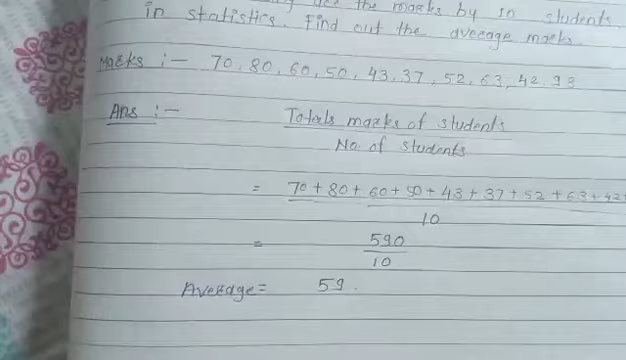 the marks by 10 students
in statistics. Find out the average marks.
Marks :- 70, 80, 60, 50, 43, 37, 52, 63, 42, 93
Ans :-
Totals marks of students
No. of students
= 70 + 80 + 60 + 50 + 43 + 37 + 52 + 63 + 42
10
= 590
10
Average = 59.